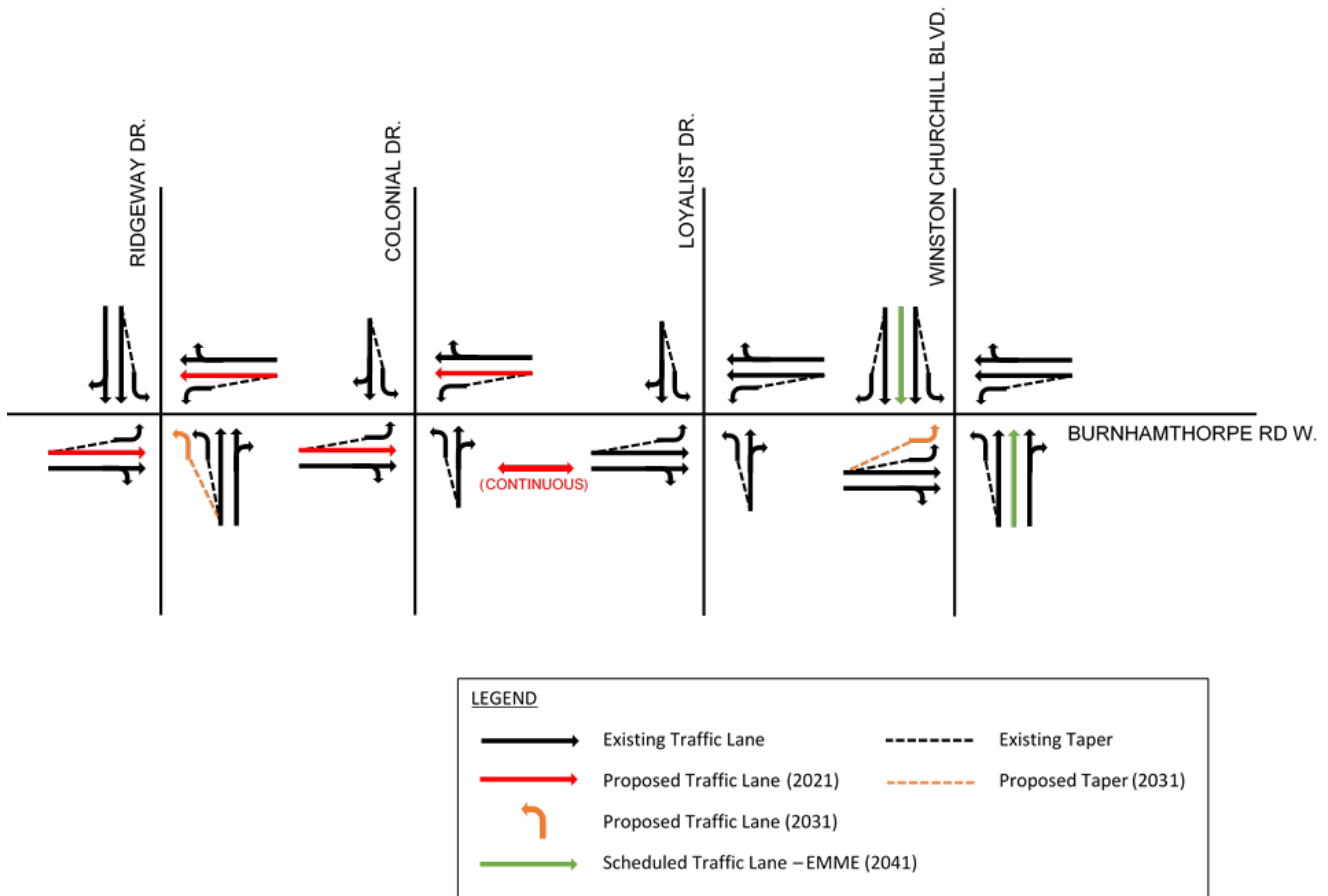 RIDGEWAY DR.
COLONIAL DR.
LOYALIST DR.
WINSTON CHURCHILL BLVD.
BURNHAMTHORPE RD W.
(CONTINUOUS)
LEGEND
Existing Traffic Lane
Existing Taper
Proposed Traffic Lane (2021)
Proposed Taper (2031)
Proposed Traffic Lane (2031)
Scheduled Traffic Lane – EMME (2041)